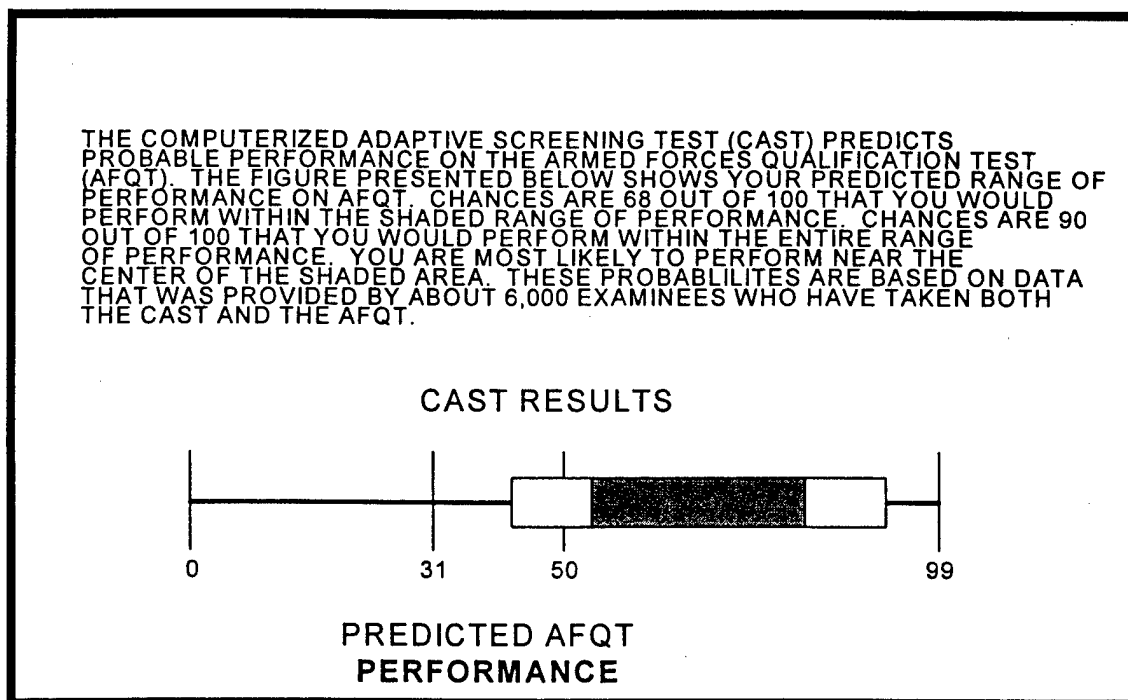 THE COMPUTERIZED ADAPTIVE SCREENING TEST (CAST) PREDICTS
PROBABLE PERFORMANCE ON THE ARMED FORCES QUALIFICATION TEST
(AFQT). THE FIGURE PRESENTED BELOW SHOWS YOUR PREDICTED RANGE OF
PERFORMANCE ON AFQT. CHANCES ARE 68 OUT OF 100 THAT YOU WOULD
PERFORM WITHIN THE SHADED RANGE OF PERFORMANCE. CHANCES ARE 90
OUT OF 100 THAT YOU WOULD PERFORM WITHIN THE ENTIRE RANGE
OF PERFORMANCE. YOU ARE MOST LIKELY TO PERFORM NEAR THE
CENTER OF THE SHADED AREA. THESE PROBABLILITES ARE BASED ON DATA
THAT WAS PROVIDED BY ABOUT 6,000 EXAMINEES WHO HAVE TAKEN BOTH
THE CAST AND THE AFQT.
CAST RESULTS
0 31 50 99
PREDICTED AFQT
PERFORMANCE